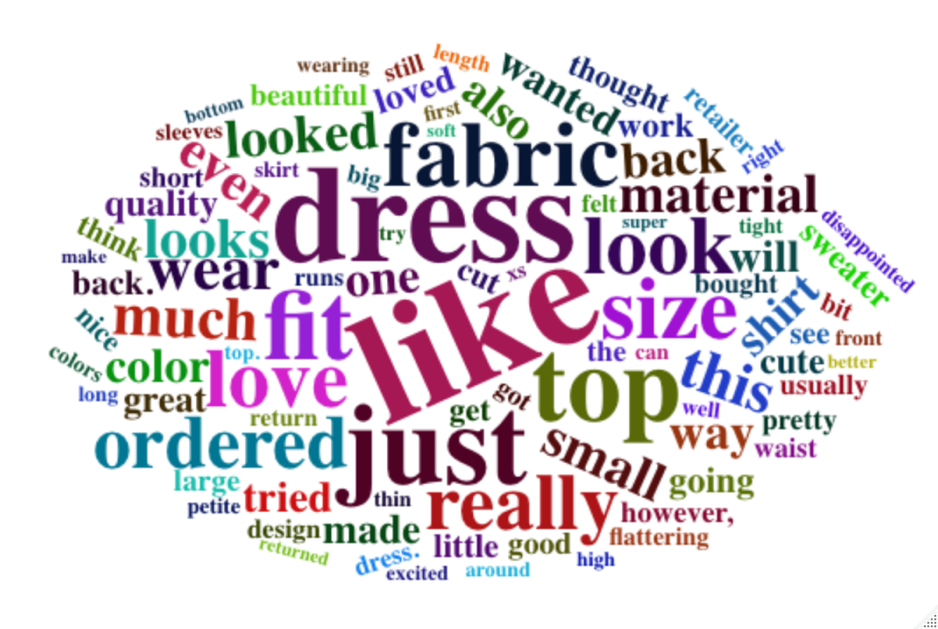 length
wearing
still
wanted
thought
beautiful
loved
also
retailer
bottom
first
sleeves
looked
soft
work
right
even
fabric
back
skirt
big
short
material
quality
dress
felt
super
tight
disappointed
think
looks
try
look
will
sweater
make
wear
back.
runs
one
cut
xs
bought
shirt
bit
much
fit
like
size
nice
see
front
colors
color
top.
the
can
cute
better
long
great
love
got
top
this
usually
return
get
well
pretty
ordered
just
small
way
waist
large
going
petite
tried
thin
really
however,
design
made
flattering
returned
dress.
little
good
high
excited
around